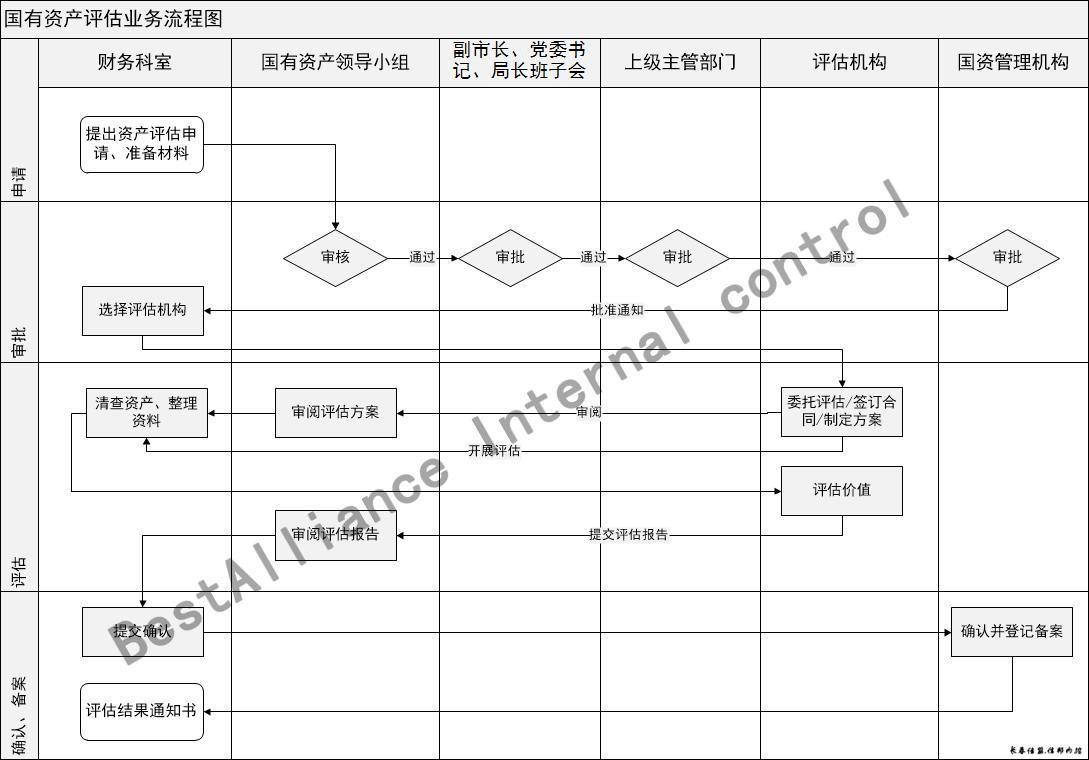 国有资产评估业务流程图
财务科室
国有资产领导小组
副市长、党委书
记、局长班子会
上级主管部门
评估机构
国资管理机构
申请
提出资产评估申
请、准备材料
审批
审核
通过
审批
通过
审批
通过
审批
选择评估机构
批准通知
评估
清查资产、整理
资料
审阅评估方案
审阅
委托评估/签订合
同/制定方案
开展评估
评估价值
审阅评估报告
提交评估报告
确认、备案
提交确认
确认并登记备案
评估结果通知书
BestAlliance Internal control